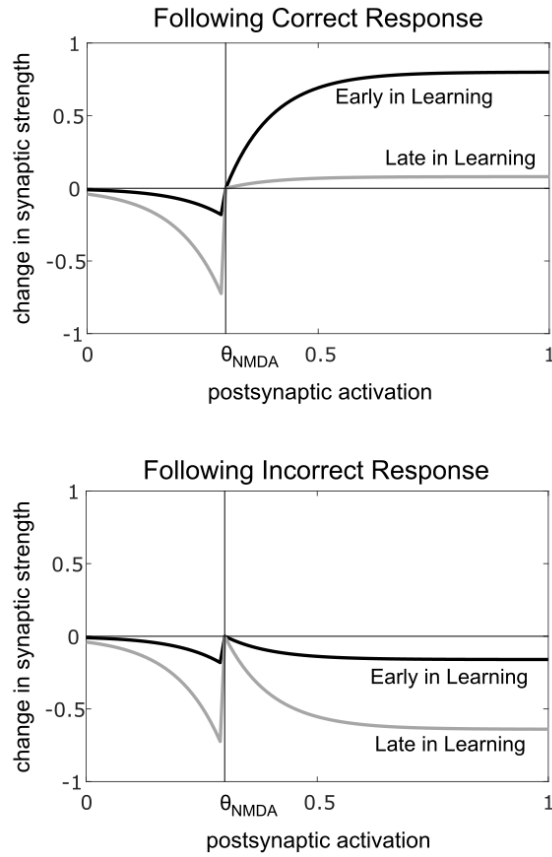 Following Correct Response
1
0.5
0
-0.5
-1
change in synaptic strength
Early in Learning
Late in Learning
0
θNMDA
0.5
1
postsynaptic activation
Following Incorrect Response
1
0.5
0
-0.5
-1
change in synaptic strength
Early in Learning
Late in Learning
0
θNMDA
0.5
1
postsynaptic activation